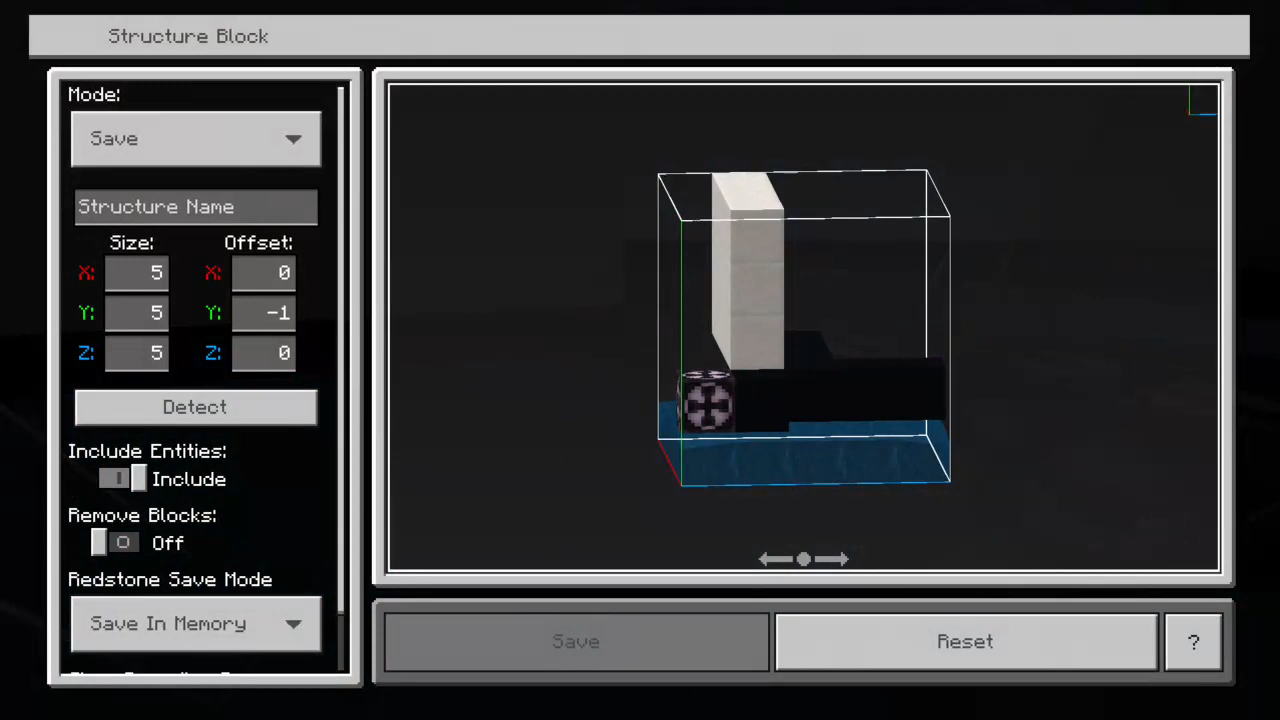 Structure Block
Mode:
Save
Structure Name
Size: Offset:
X: 5 X: 0
Y: 5 Y: -1
Z: 5 Z: 0
Detect
Include Entities:
Include
Remove Blocks:
Off
Redstone Save Mode
Save In Memory
Save Reset ?